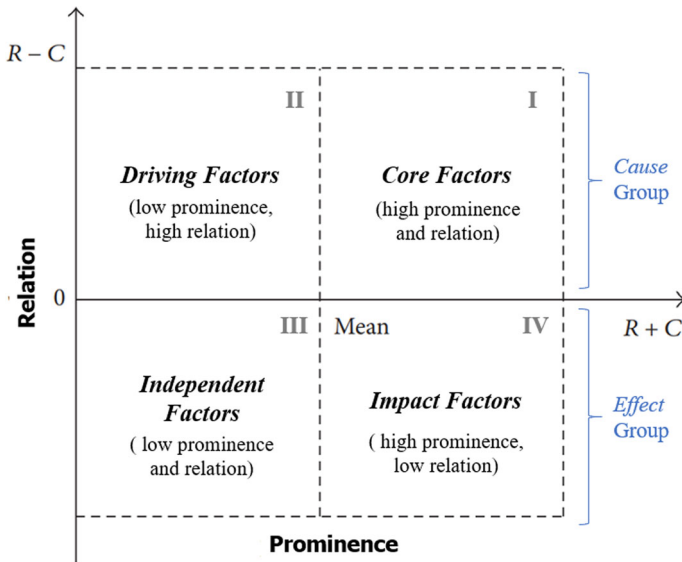 R – C
II
I
Driving Factors
(low prominence,
high relation)
Core Factors
(high prominence
and relation)
Cause
Group
Relation
0
III
Mean
IV
R + C
Independent
Factors
( low prominence
and relation)
Impact Factors
( high prominence,
low relation)
Effect
Group
Prominence